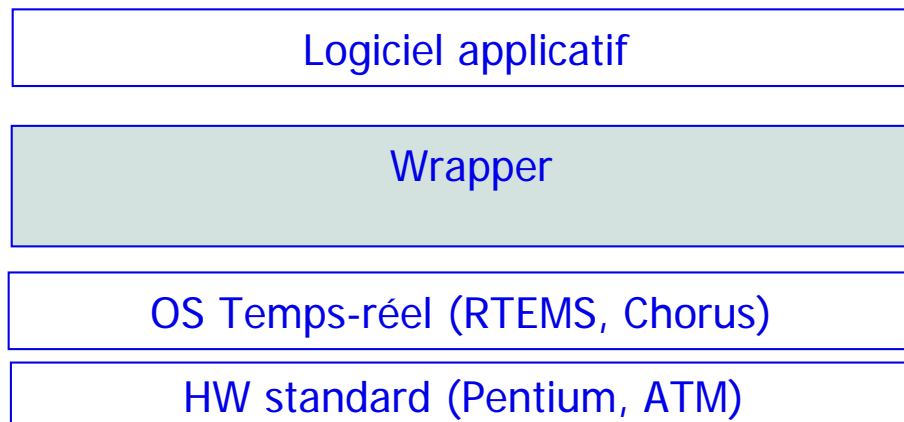 Logiciel applicatif
Wrapper
OS Temps-réel (RTEMS, Chorus)
HW standard (Pentium, ATM)